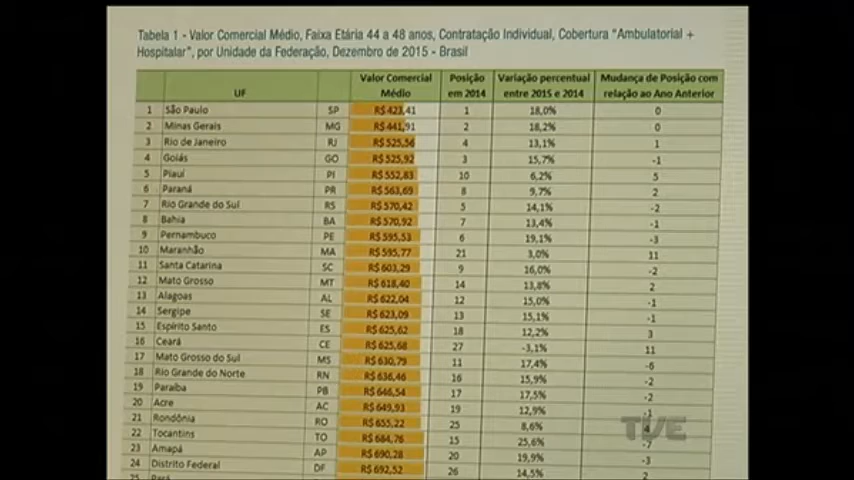 Tabela 1 - Valor Comercial Médio, Faixa Etária 44 a 48 anos, Contratação Individual, Cobertura "Ambulatorial +
Hospitalar", por Unidade da Federação, Dezembro de 2015 - Brasil
UF Valor Comercial Médio Posição em 2014 Variação percentual entre 2015 e 2014 Mudança de Posição com relação ao Ano Anterior
1 São Paulo SP R$ 423,41 1 18,0% 0
2 Minas Gerais MG R$ 441,91 2 18,2% 0
3 Rio de Janeiro RJ R$ 525,56 4 13,1% 1
4 Goiás GO R$ 525,92 3 15,7% -1
5 Piauí PI R$ 552,83 10 6,2% 5
6 Paraná PR R$ 563,69 8 9,7% 2
7 Rio Grande do Sul RS R$ 570,42 5 14,1% -2
8 Bahia BA R$ 570,92 7 13,4% -1
9 Pernambuco PE R$ 595,53 6 19,1% -3
10 Maranhão MA R$ 595,77 21 3,0% 11
11 Santa Catarina SC R$ 603,29 9 16,0% -2
12 Mato Grosso MT R$ 618,40 14 13,8% 2
13 Alagoas AL R$ 622,04 12 15,0% -1
14 Sergipe SE R$ 623,09 13 15,1% -1
15 Espírito Santo ES R$ 625,62 18 12,2% 3
16 Ceará CE R$ 625,68 27 -3,1% 11
17 Mato Grosso do Sul MS R$ 630,79 11 17,4% -6
18 Rio Grande do Norte RN R$ 636,46 16 15,9% -2
19 Paraíba PB R$ 646,54 17 17,5% -2
20 Acre AC R$ 649,93 19 12,9% -1
21 Rondônia RO R$ 655,22 25 8,6% 4
22 Tocantins TO R$ 664,76 15 25,6% -7
23 Amapá AP R$ 690,28 20 19,9% -3
24 Distrito Federal DF R$ 692,52 26 14,5% 2
TVE